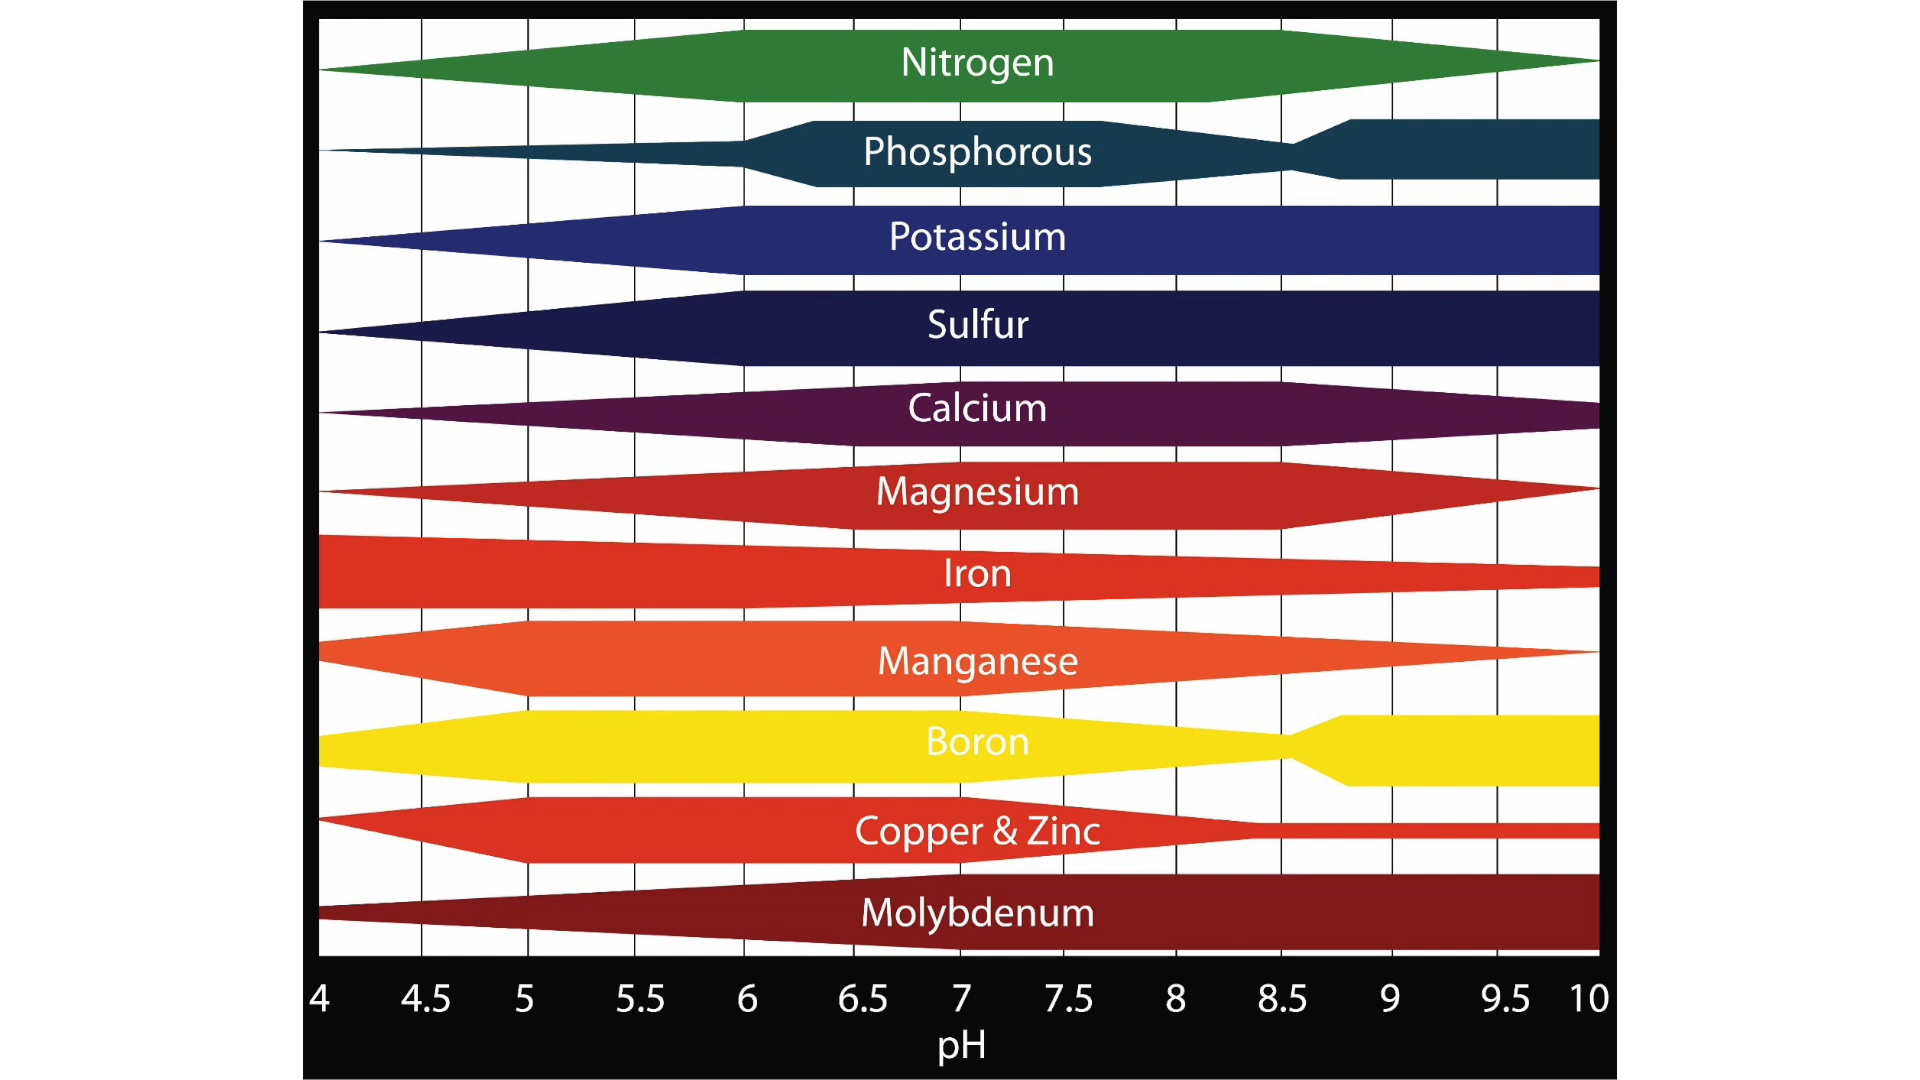 Nitrogen
Phosphorous
Potassium
Sulfur
Calcium
Magnesium
Iron
Manganese
Boron
Copper & Zinc
Molybdenum
4 4.5 5 5.5 6 6.5 7 7.5 8 8.5 9 9.5 10
pH